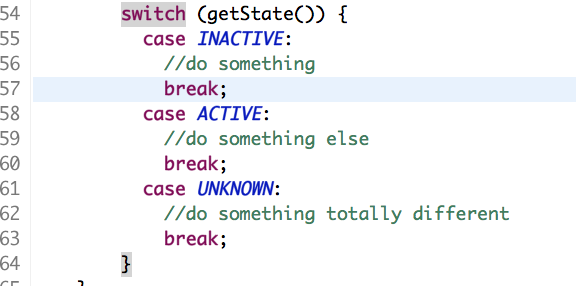 54 switch (getState()) {
55 case INACTIVE:
56 //do something
57 break;
58 case ACTIVE:
59 //do something else
60 break;
61 case UNKNOWN:
62 //do something totally different
63 break;
64 }
65 }